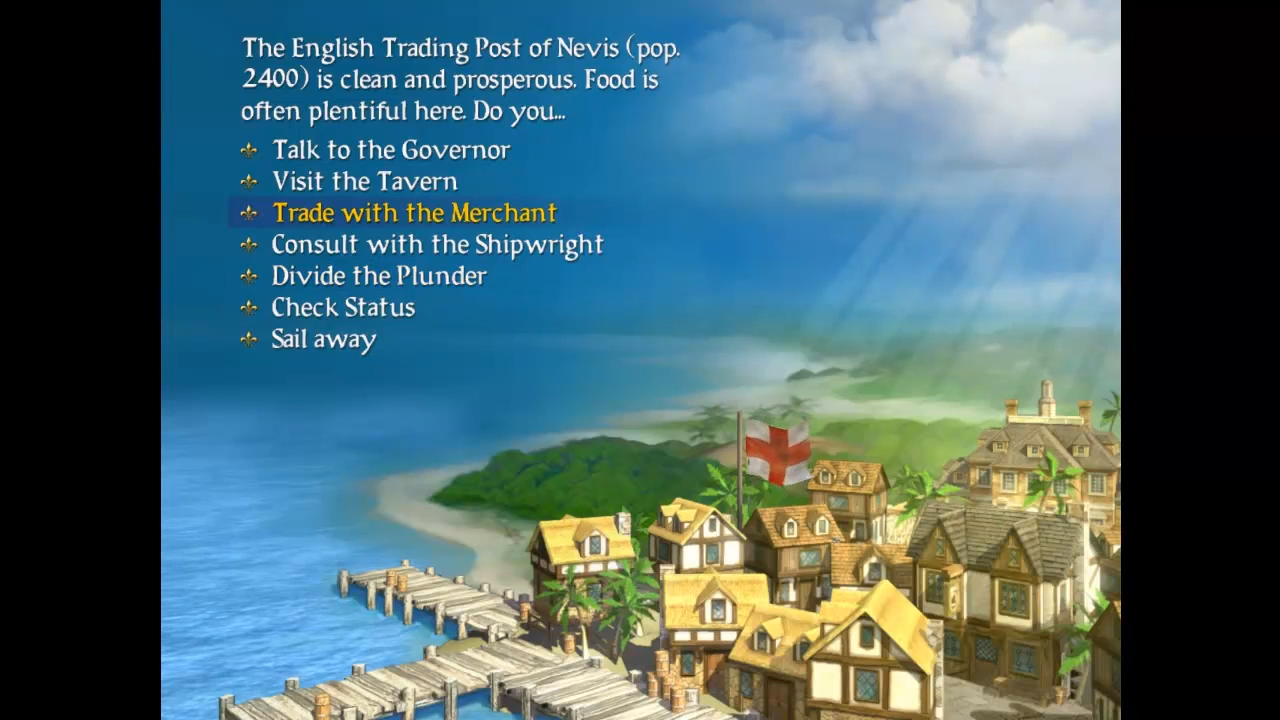 The English Trading Post of Nevis (pop.
2400) is clean and prosperous. Food is
often plentiful here. Do you...
Talk to the Governor
Visit the Tavern
Trade with the Merchant
Consult with the Shipwright
Divide the Plunder
Check Status
Sail away